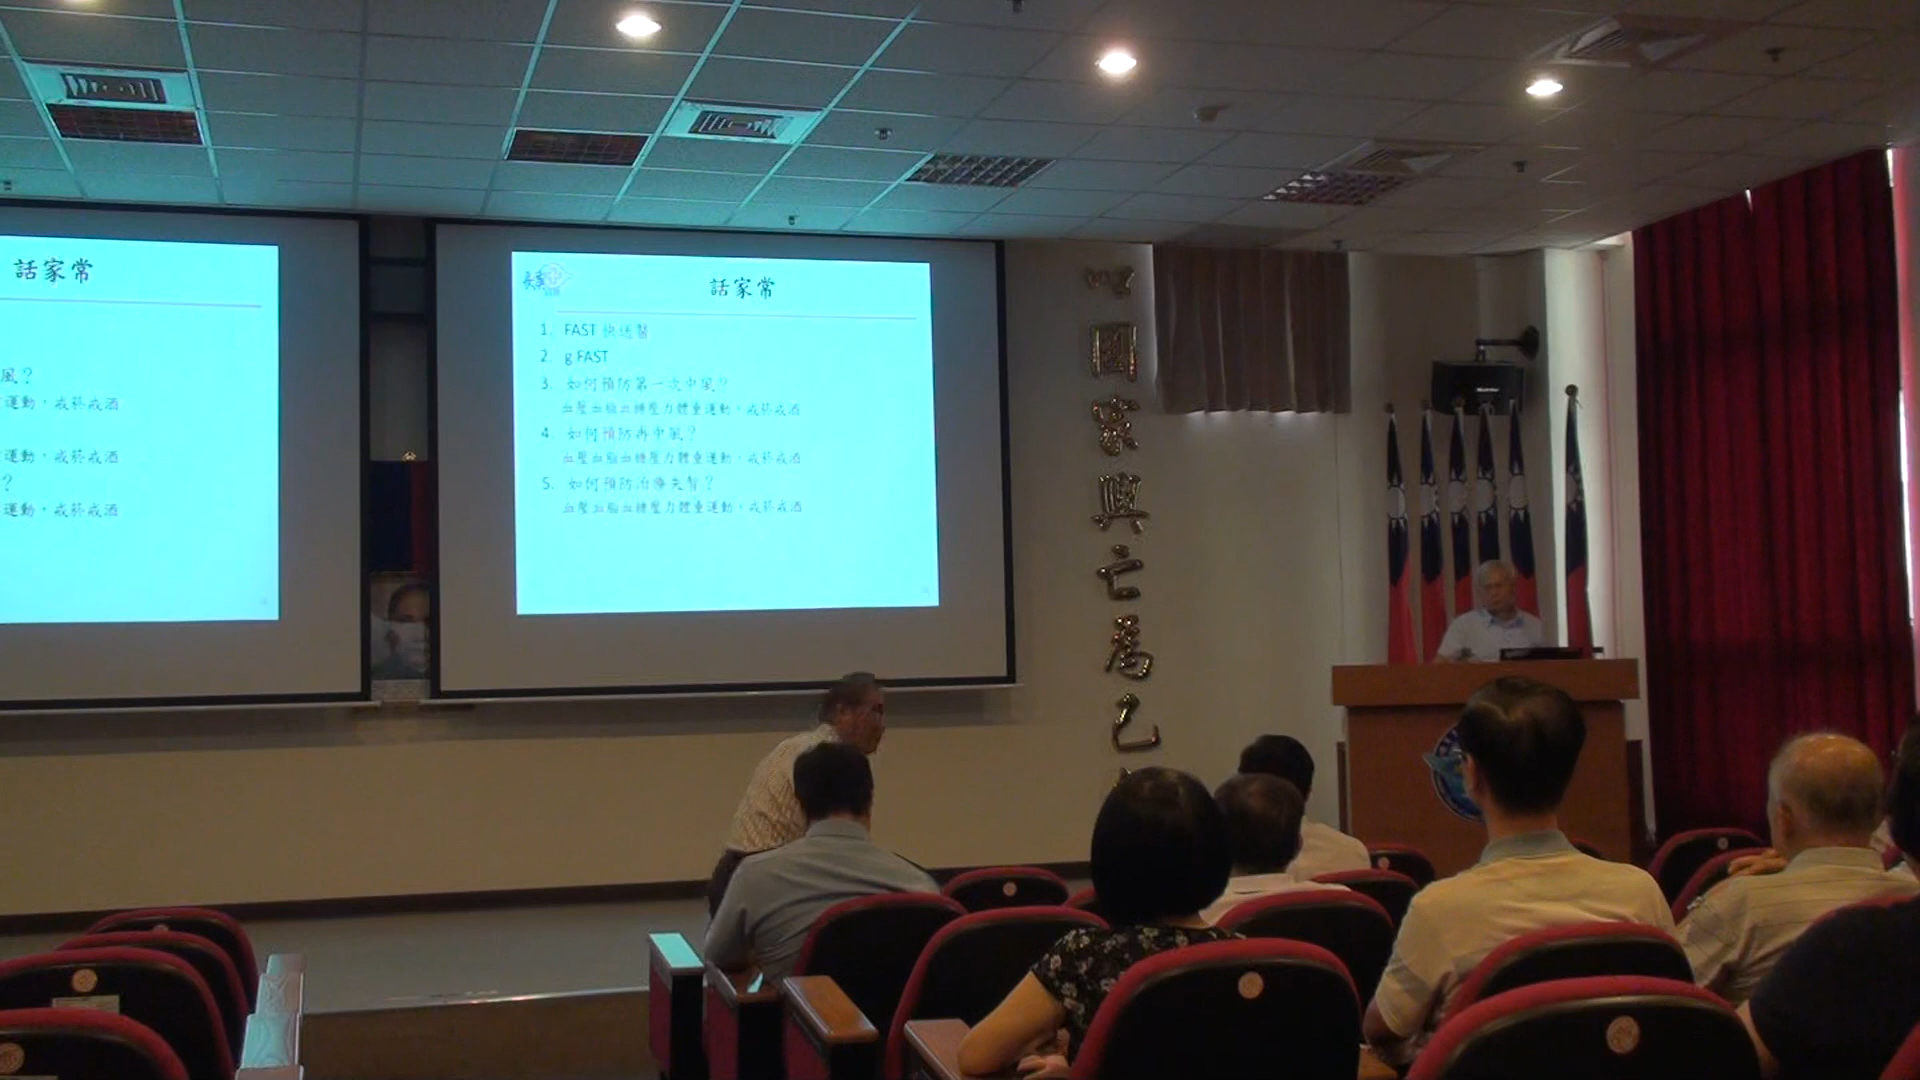 話家常
風？
運動，戒菸戒酒
運動，戒菸戒酒
？
運動，戒菸戒酒
長榮
話家常
1. FAST 快送醫
2. g FAST
3. 如何預防第一次中風？
血壓血脂血糖壓力體重運動，戒菸戒酒
4. 如何預防再中風？
血壓血脂血糖壓力體重運動，戒菸戒酒
5. 如何預防治療失智？
血壓血脂血糖壓力體重運動，戒菸戒酒
以國家興亡為己